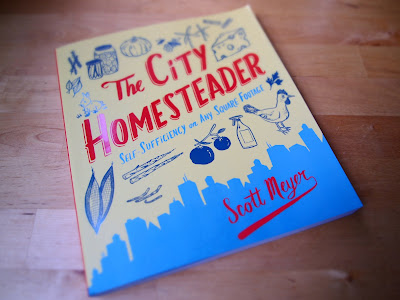 The City
Homesteader
Self Sufficiency on Any Square Footage
Scott Meyer